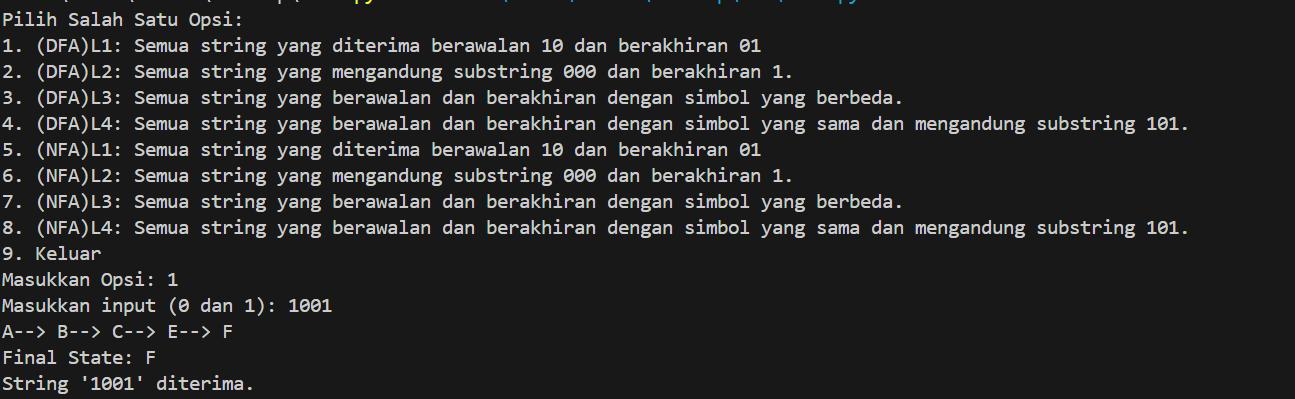 Pilih Salah Satu Opsi:
1. (DFA)L1: Semua string yang diterima berawalan 10 dan berakhiran 01
2. (DFA)L2: Semua string yang mengandung substring 000 dan berakhiran 1.
3. (DFA)L3: Semua string yang berawalan dan berakhiran dengan simbol yang berbeda.
4. (DFA)L4: Semua string yang berawalan dan berakhiran dengan simbol yang sama dan mengandung substring 101.
5. (NFA)L1: Semua string yang diterima berawalan 10 dan berakhiran 01
6. (NFA)L2: Semua string yang mengandung substring 000 dan berakhiran 1.
7. (NFA)L3: Semua string yang berawalan dan berakhiran dengan simbol yang berbeda.
8. (NFA)L4: Semua string yang berawalan dan berakhiran dengan simbol yang sama dan mengandung substring 101.
9. Keluar
Masukkan Opsi: 1
Masukkan input (0 dan 1): 1001
A--> B--> C--> E--> F
Final State: F
String '1001' diterima.